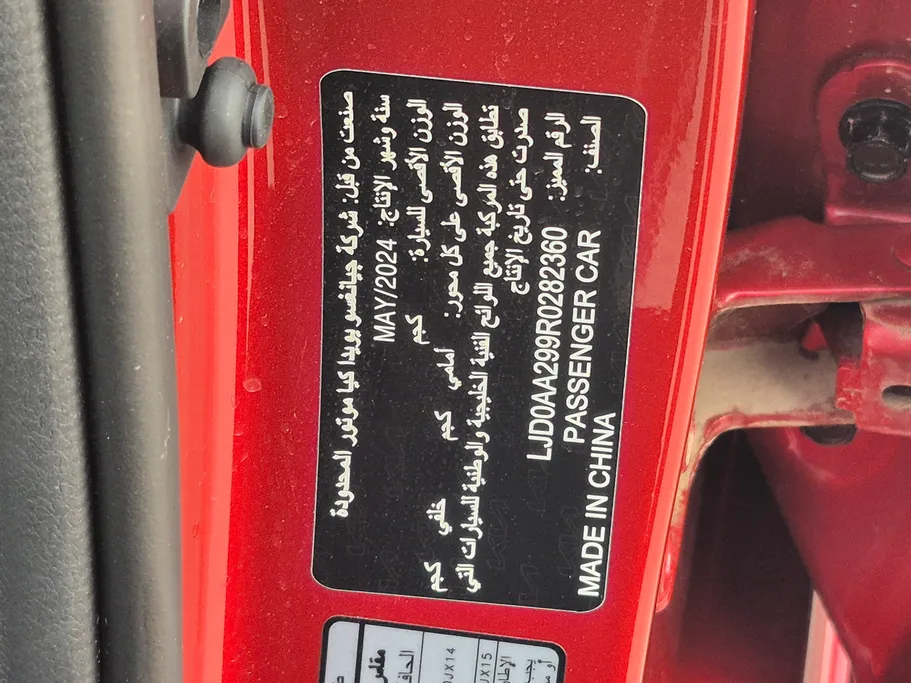 صنعت من قبل: شركة جيانغسو يويدا كيا موتور المحدودة
سنة وشهر الإنتاج: MAY/2024
الوزن الأقصى للسيارة: كجم
الوزن الأقصى على كل محور: أمامي كجم خلفي كجم
تطابق هذه المركبة جميع اللوائح الفنية الخليجية والوطنية للسيارات التي
صدرت حتى تاريخ الإنتاج
الرقم المميز: LJD0AA299R0282360
الصنف: PASSENGER CAR
MADE IN CHINA